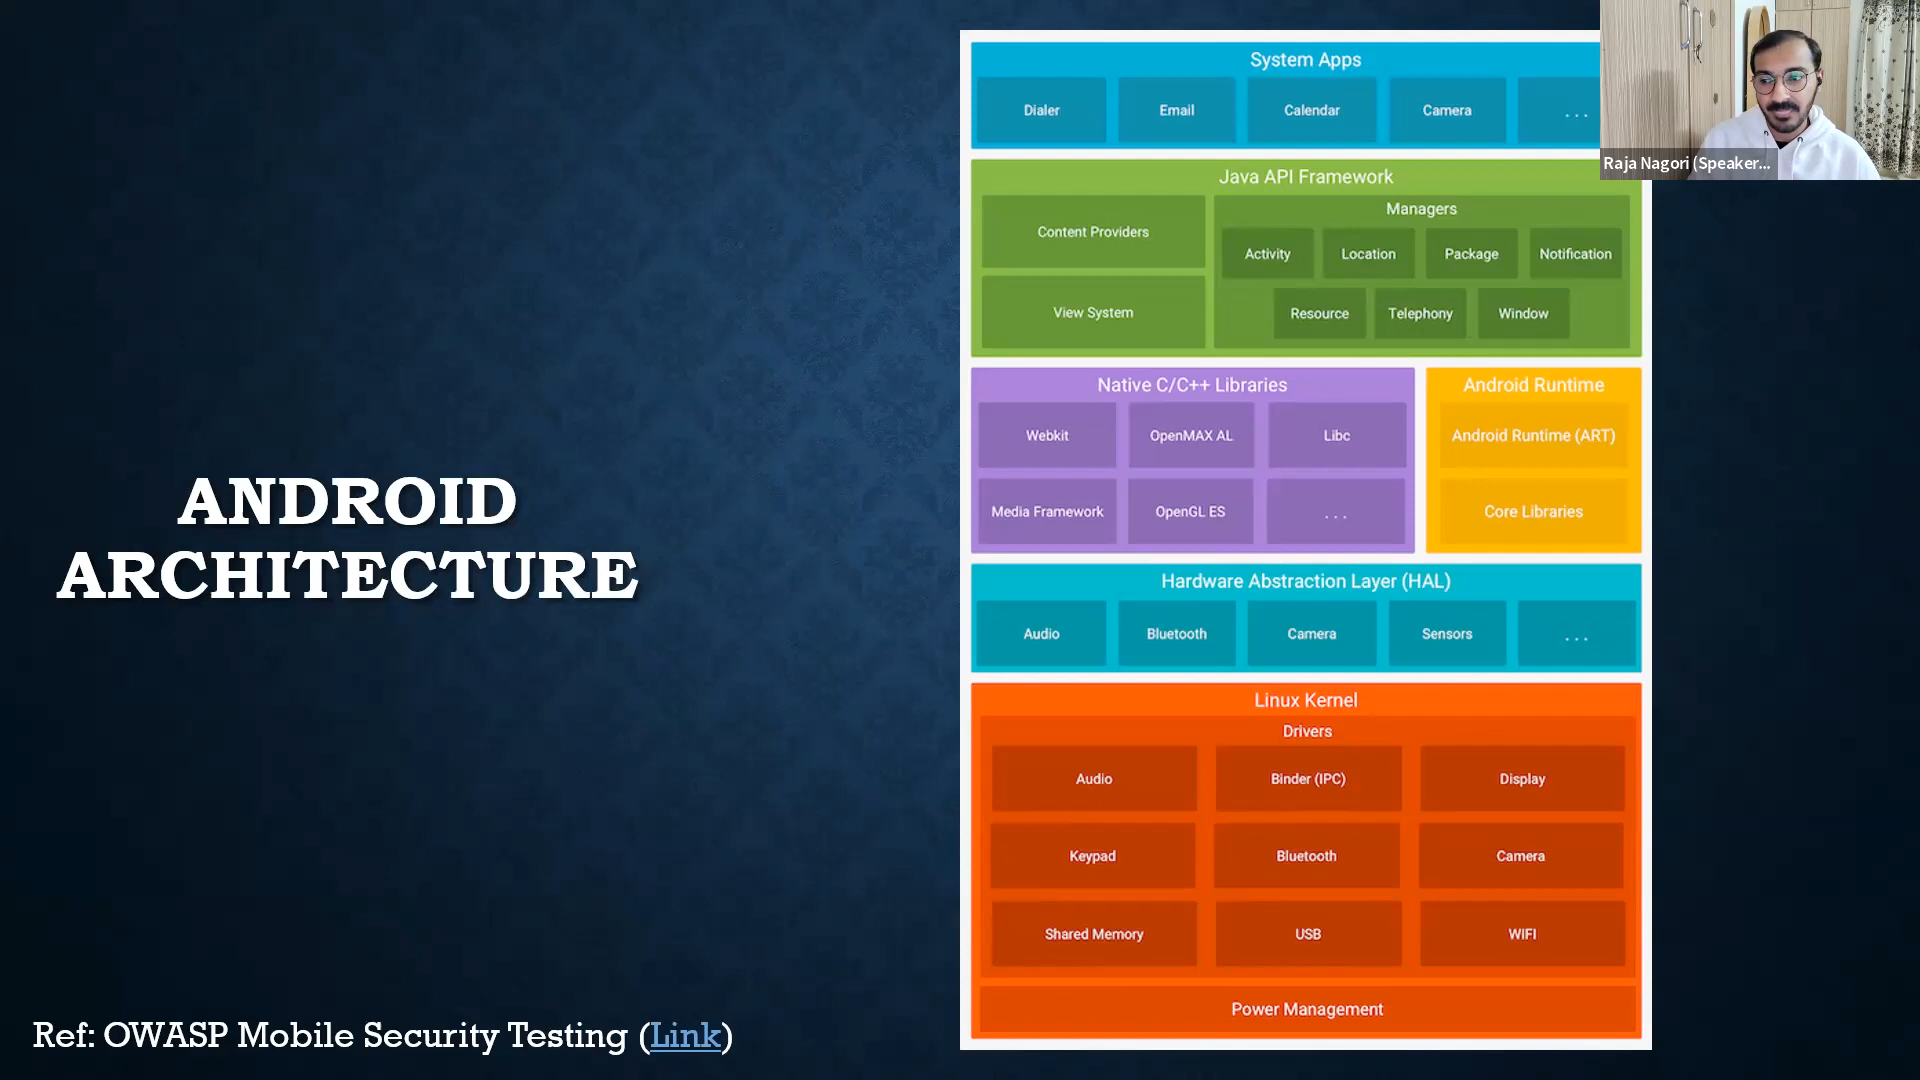 System Apps
Dialer
Email
Calendar
Camera
. . .
Raja Nagori (Speaker...
Java API Framework
Content Providers
View System
Managers
Activity
Location
Package
Notification
Resource
Telephony
Window
Native C/C++ Libraries
Webkit
OpenMAX AL
Libc
Media Framework
OpenGL ES
. . .
Android Runtime
Android Runtime (ART)
Core Libraries
ANDROID
ARCHITECTURE
Hardware Abstraction Layer (HAL)
Audio
Bluetooth
Camera
Sensors
. . .
Linux Kernel
Drivers
Audio
Binder (IPC)
Display
Keypad
Bluetooth
Camera
Shared Memory
USB
WIFI
Power Management
Ref: OWASP Mobile Security Testing (Link)